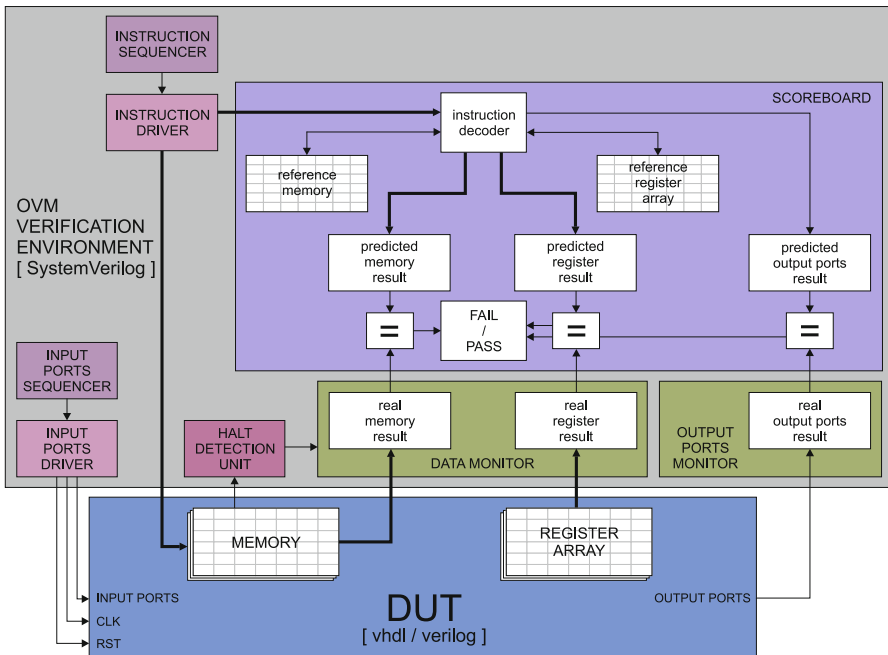 INSTRUCTION
SEQUENCER
INSTRUCTION
DRIVER
SCOREBOARD
instruction
decoder
reference
memory
reference
register
array
OVM
VERIFICATION
ENVIRONMENT
[ SystemVerilog ]
predicted
memory
result
predicted
register
result
predicted
output ports
result
=
FAIL
/
PASS
=
=
INPUT
PORTS
SEQUENCER
INPUT
PORTS
DRIVER
HALT
DETECTION
UNIT
real
memory
result
real
register
result
DATA MONITOR
OUTPUT
PORTS
MONITOR
real
output ports
result
MEMORY
REGISTER
ARRAY
INPUT PORTS
CLK
RST
DUT
[ vhdl / verilog ]
OUTPUT PORTS